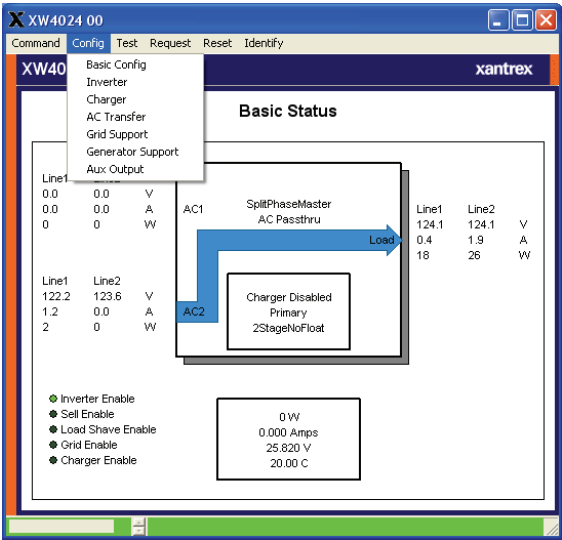 XW4024 00
Command Config Test Request Reset Identify
XW40
xantrex
Basic Config
Inverter
Charger
AC Transfer
Grid Support
Generator Support
Aux Output
Basic Status
Line1
0.0 0.0 V
0.0 0.0 A
0 0 W
AC1
SplitPhaseMaster
AC Passthru
Load
Line1 Line2
124.1 124.1 V
0.4 1.9 A
18 26 W
Line1 Line2
122.2 123.6 V
1.2 0.0 A
2 0 W
AC2
Charger Disabled
Primary
2StageNoFloat
Inverter Enable
Sell Enable
Load Shave Enable
Grid Enable
Charger Enable
0 W
0.000 Amps
25.820 V
20.00 C